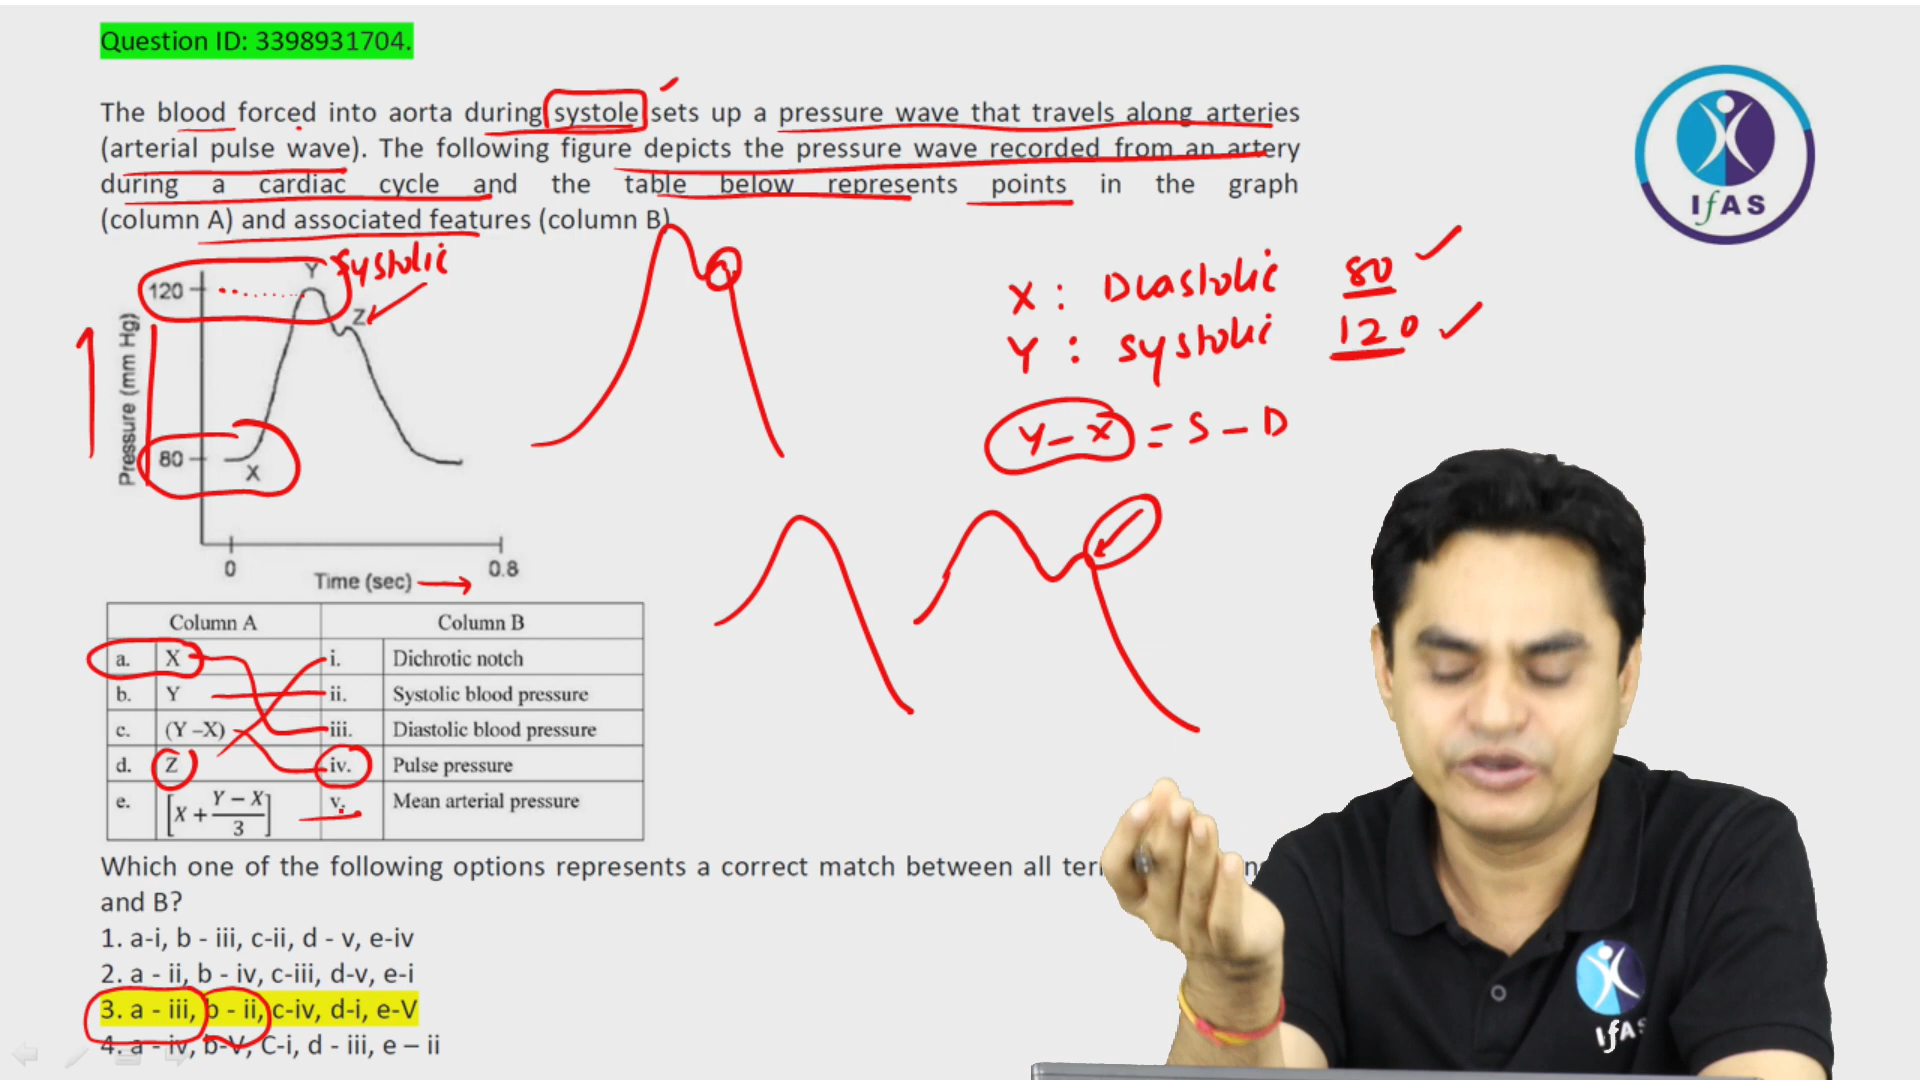 Question ID: 3398931704.
The blood forced into aorta during systole sets up a pressure wave that travels along arteries
(arterial pulse wave). The following figure depicts the pressure wave recorded from an artery
during a cardiac cycle and the table below represents points in the graph
(column A) and associated features (column B)
IfAS
Systolic
Y
120
Z
Pressure (mm Hg)
80
X
0
0.8
Time (sec)
X : Diastolic 80
Y : systolic 120
Y - X = S - D
Column A Column B
a. X i. Dichrotic notch
b. Y ii. Systolic blood pressure
c. (Y –X) iii. Diastolic blood pressure
d. Z iv. Pulse pressure
e. [X + Y − X / 3] v. Mean arterial pressure
Which one of the following options represents a correct match between all
and B?
1. a-i, b - iii, c-ii, d - v, e-iv
2. a - ii, b - iv, c-iii, d-v, e-i
3. a - iii, b - ii, c-iv, d-i, e-V
4. a - iv, b-V, C-i, d - iii, e – ii
IfAS